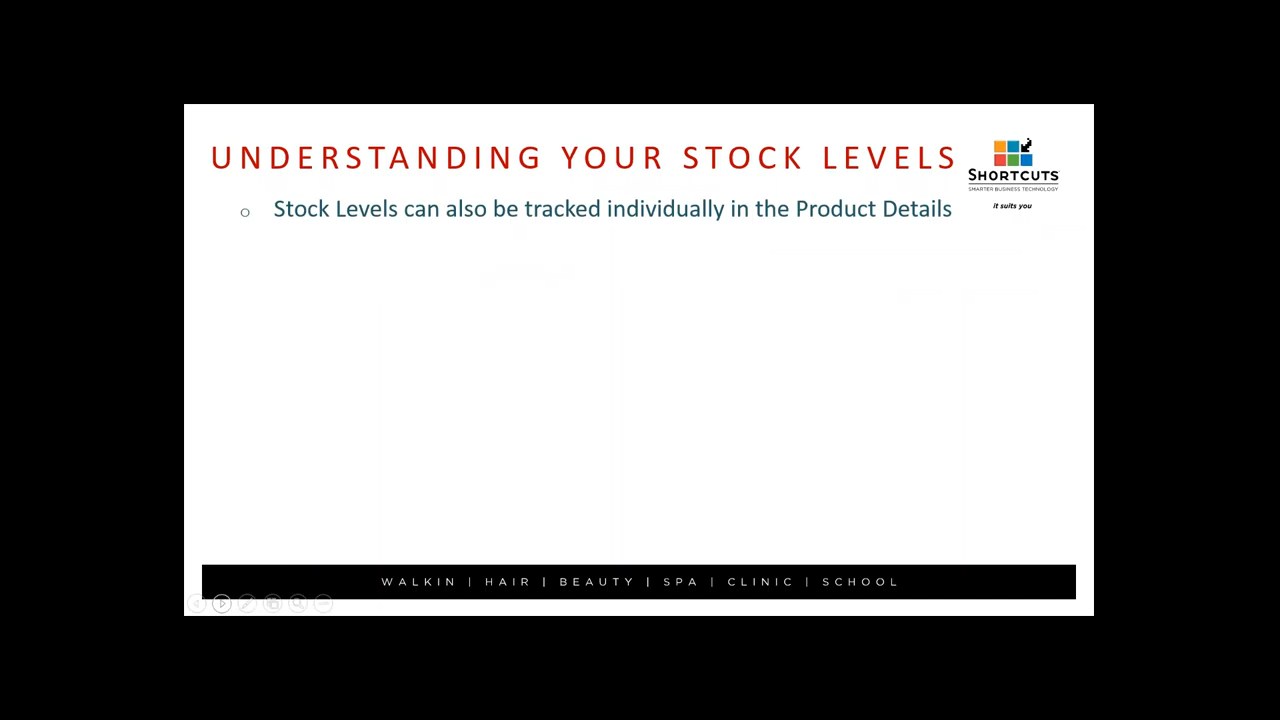 UNDERSTANDING YOUR STOCK LEVELS
SHORTCUTS
SMARTER BUSINESS TECHNOLOGY
it suits you
o Stock Levels can also be tracked individually in the Product Details
WALKIN | HAIR | BEAUTY | SPA | CLINIC | SCHOOL